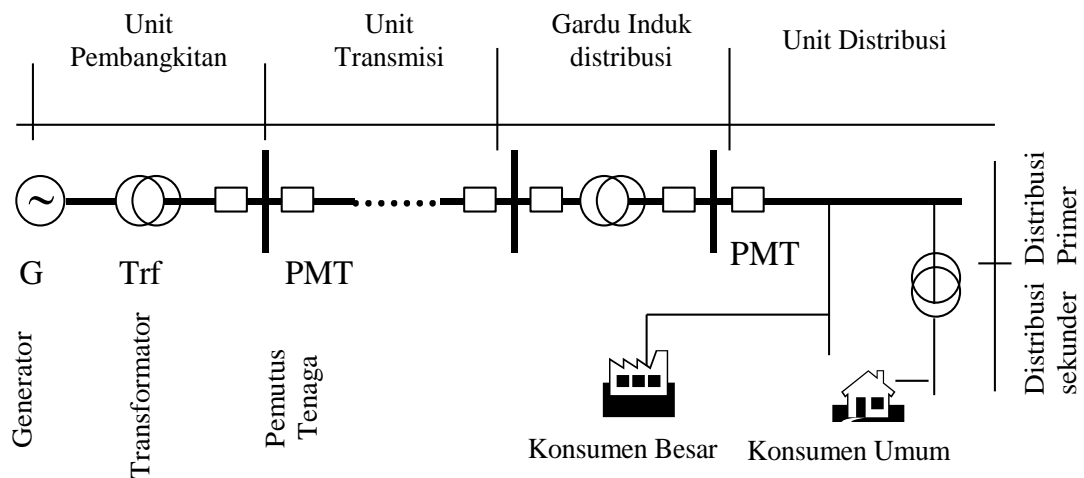 Unit
Pembangkitan
Unit
Transmisi
Gardu Induk
distribusi
Unit Distribusi
~
G
Trf
PMT
PMT
Generator
Transformator
Pemutus
Tenaga
Distribusi
Primer
Distribusi
sekunder
Konsumen Besar
Konsumen Umum